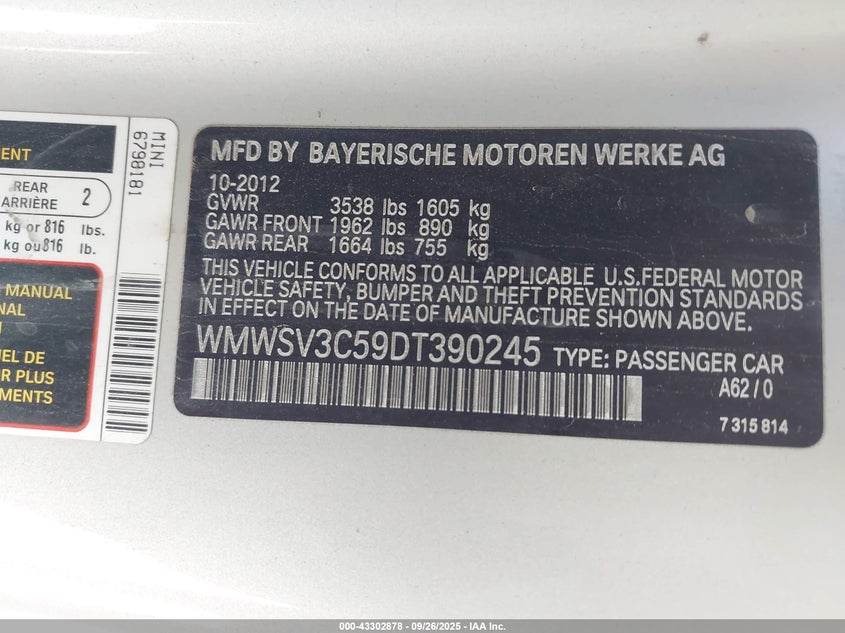 ENT
REAR
ARRIÈRE 2
kg or 816 lbs.
kg ou 816 lb.
MANUAL
ONAL
N
EL DE
R PLUS
EMENTS
MINI
6798181
MFD BY BAYERISCHE MOTOREN WERKE AG
10-2012
GVWR 3538 lbs 1605 kg
GAWR FRONT 1962 lbs 890 kg
GAWR REAR 1664 lbs 755 kg
THIS VEHICLE CONFORMS TO ALL APPLICABLE U.S.FEDERAL MOTOR
VEHICLE SAFETY, BUMPER AND THEFT PREVENTION STANDARDS
IN EFFECT ON THE DATE OF MANUFACTURE SHOWN ABOVE.
WMWSV3C59DT390245 TYPE: PASSENGER CAR
A62/0
7 315 814
000-43302878 - 09/26/2025 - IAA Inc.